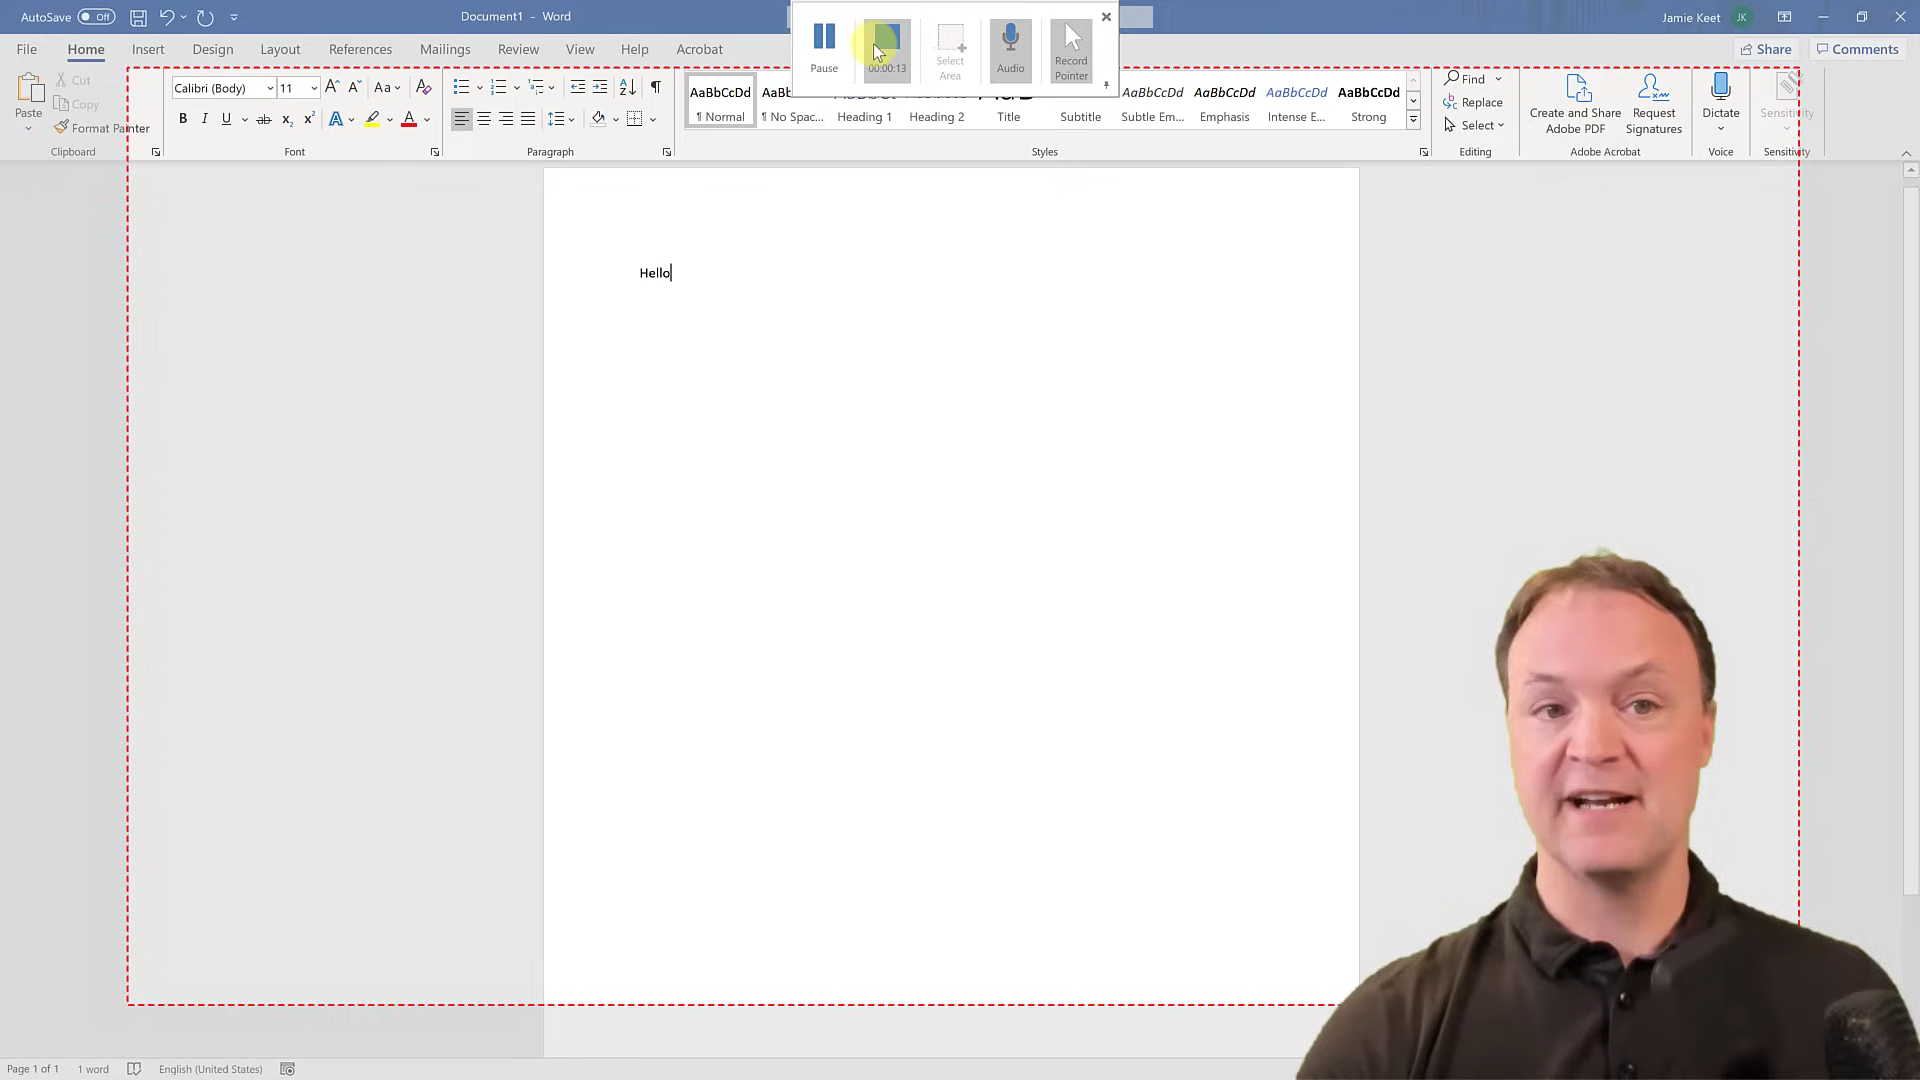 AutoSave Off
Document1 - Word
Jamie Keet JK
File Home Insert Design Layout References Mailings Review View Help Acrobat
Share Comments
Pause
00:00:13
Select
Area
Audio
Record
Pointer
Paste
Cut
Copy
Format Painter
Clipboard
Calibri (Body) 11
Font
Paragraph
AaBbCcDd
¶ Normal
¶ No Spac...
Heading 1
Heading 2
Title
Subtitle
AaBbCcDd
Subtle Em...
AaBbCcDd
Emphasis
AaBbCcDd
Intense E...
AaBbCcDd
Strong
Styles
Find
Replace
Select
Editing
Create and Share
Adobe PDF
Request
Signatures
Adobe Acrobat
Dictate
Voice
Sensitivity
Sensitivity
Hello
Page 1 of 1 1 word English (United States)